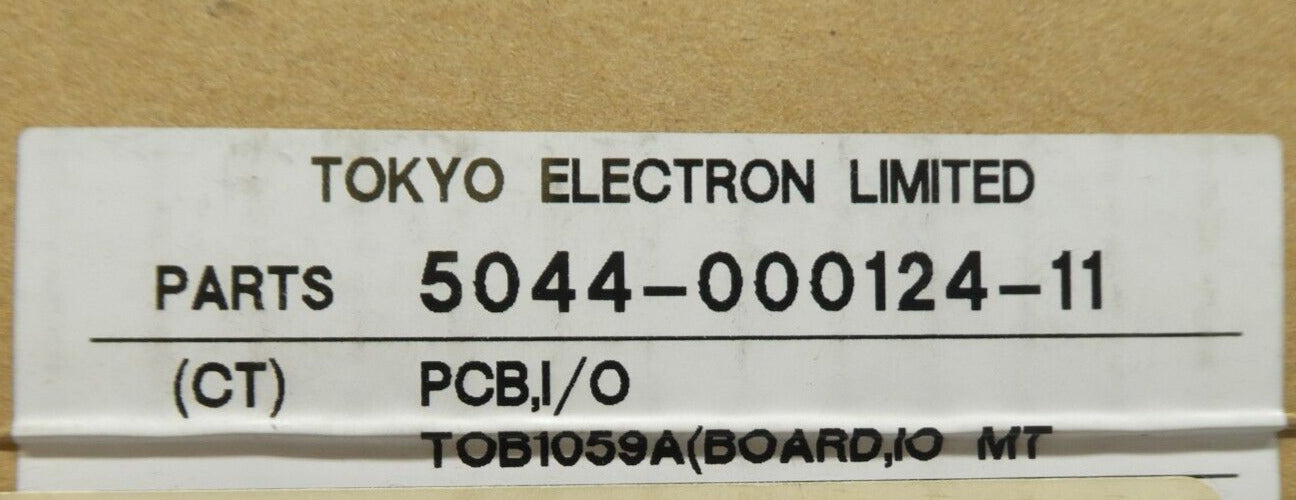 TOKYO ELECTRON LIMITED
PARTS 5044-000124-11
(CT) PCB,I/O
TOB1059A(BOARD,IO MT